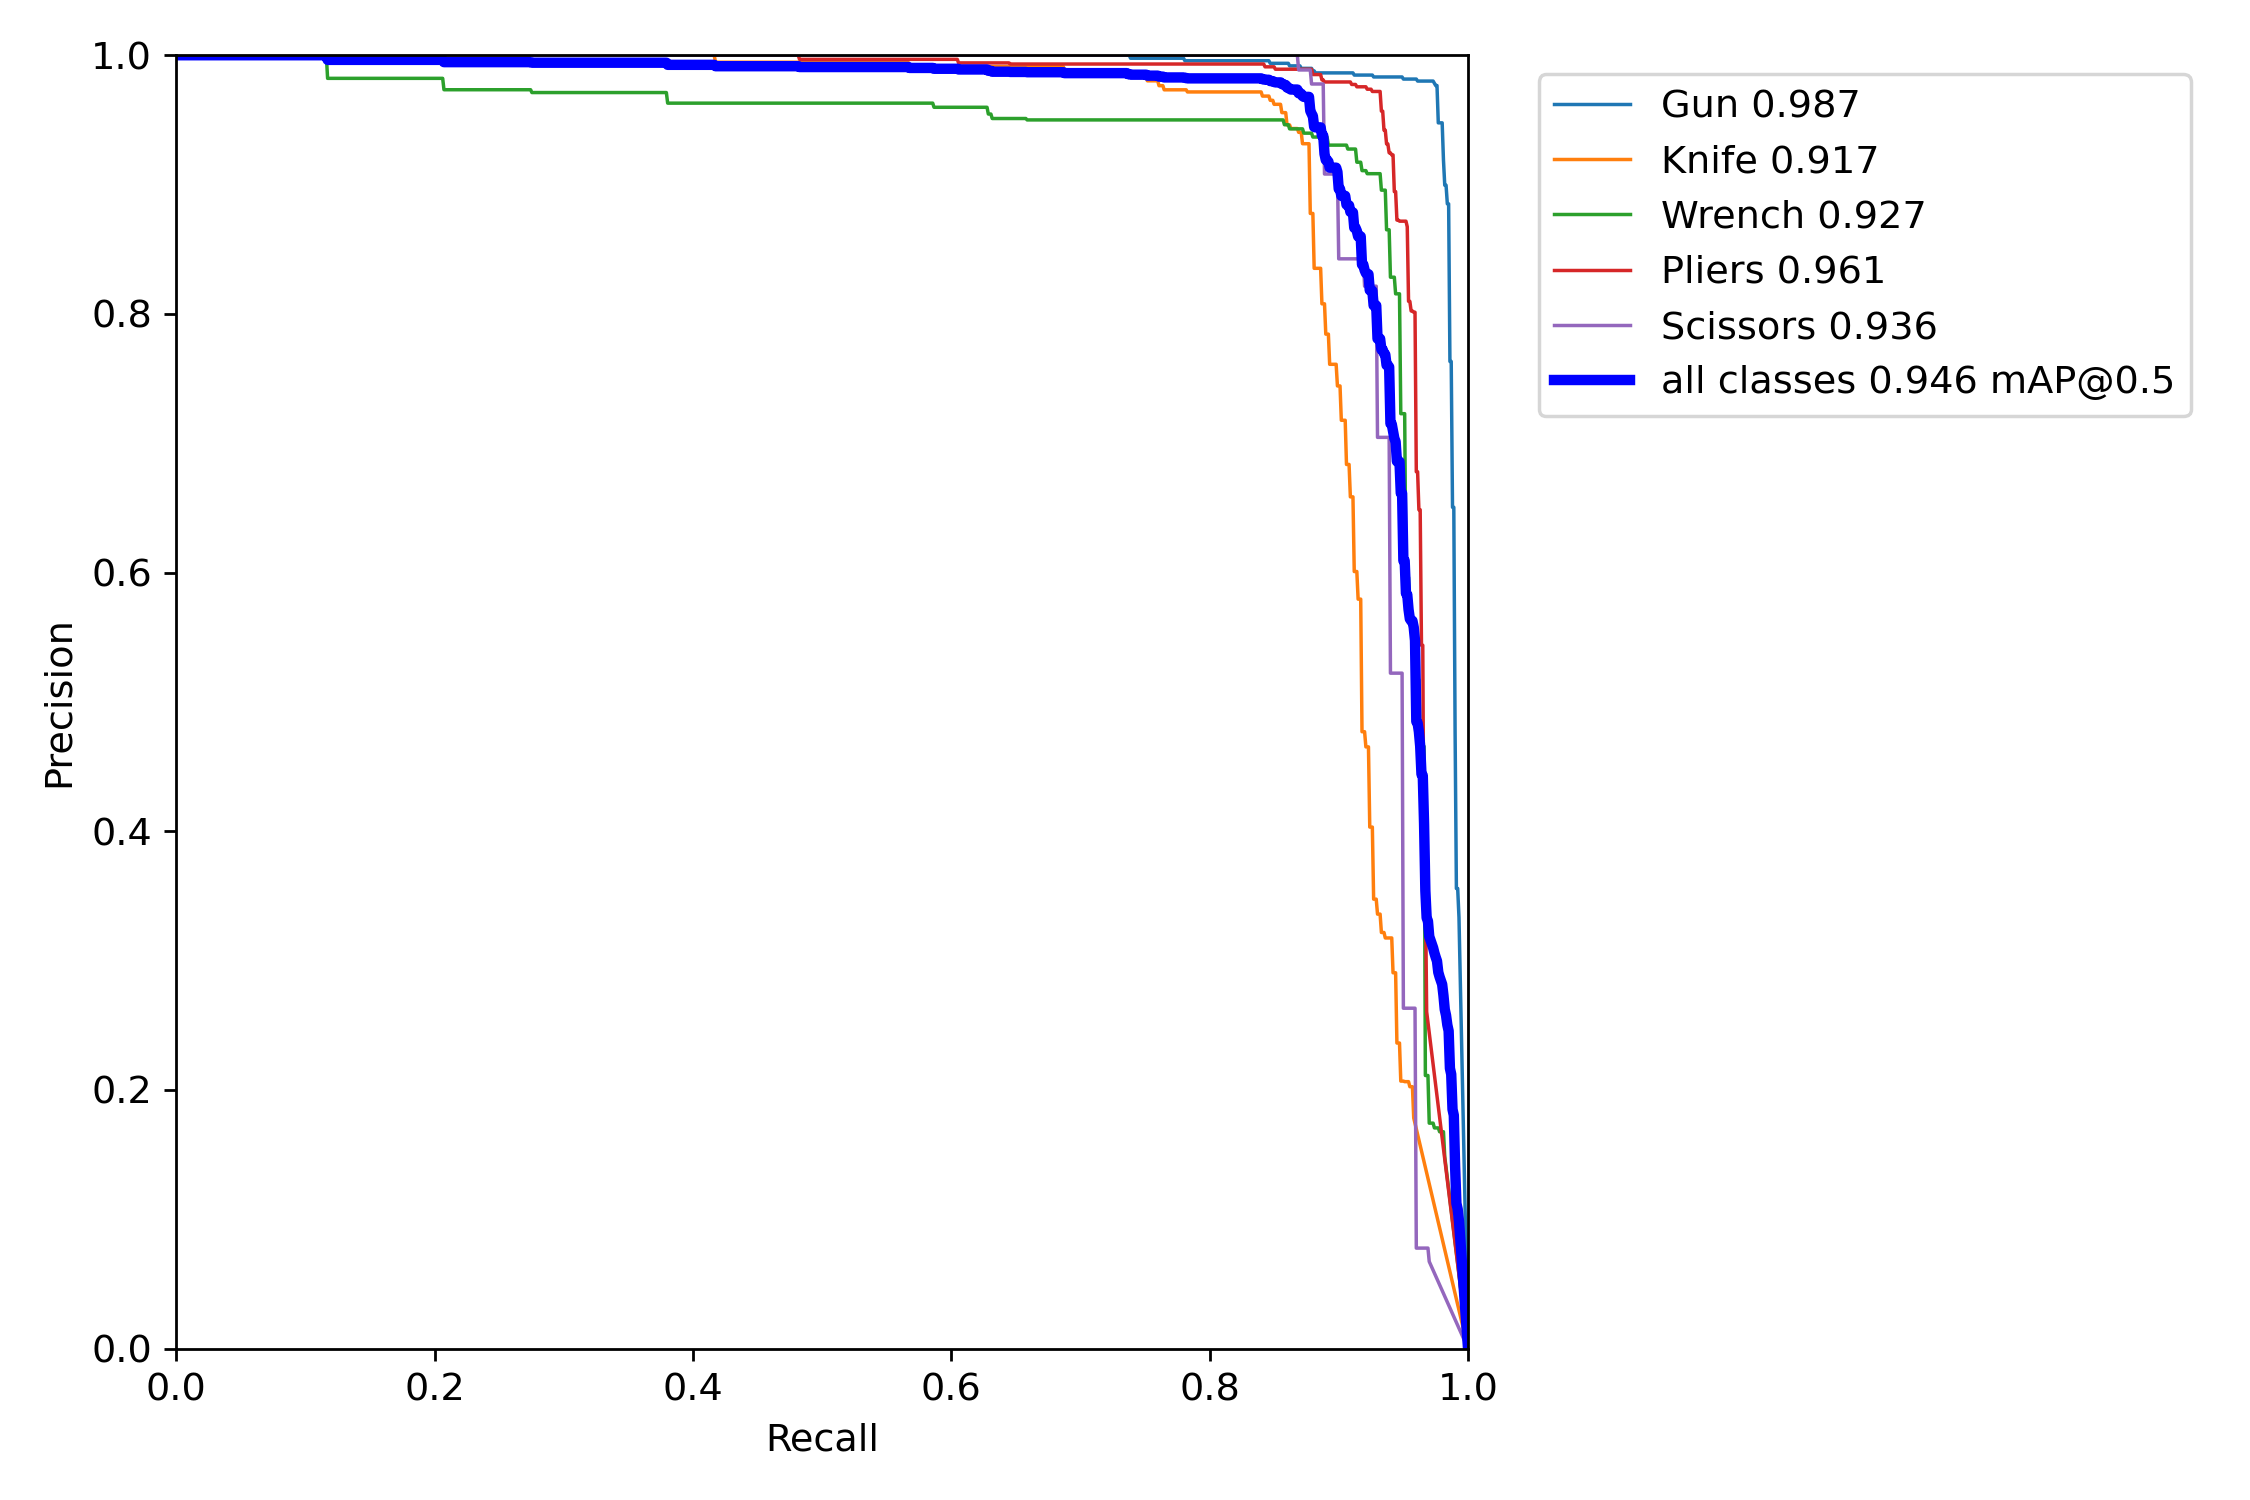 1.0
0.8
0.6
0.4
0.2
0.0
0.0 0.2 0.4 0.6 0.8 1.0
Precision
Recall
Gun 0.987
Knife 0.917
Wrench 0.927
Pliers 0.961
Scissors 0.936
all classes 0.946 mAP@0.5